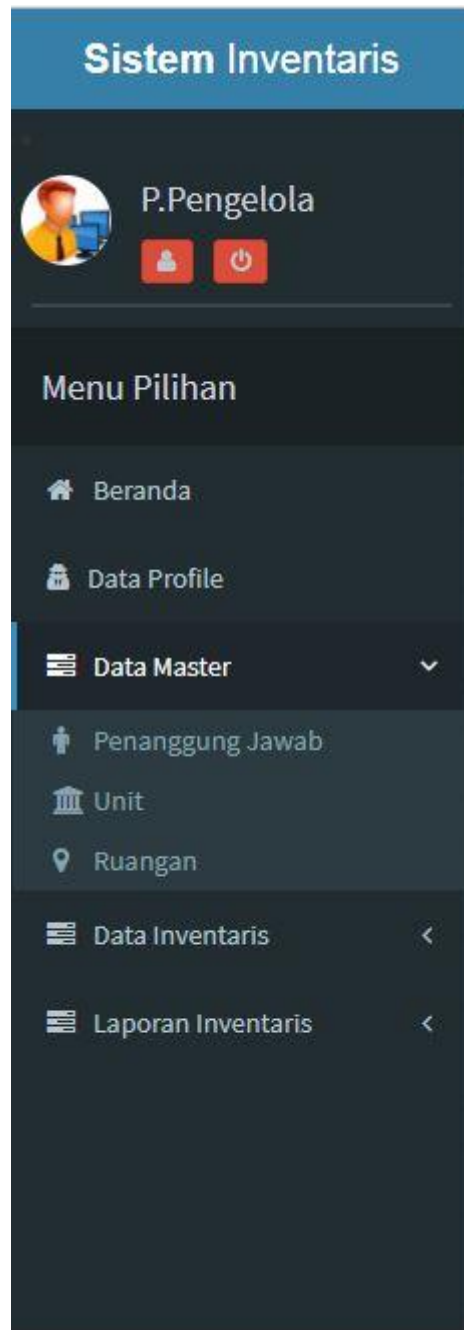 Sistem Inventaris
P.Pengelola
Menu Pilihan
Beranda
Data Profile
Data Master
Penanggung Jawab
Unit
Ruangan
Data Inventaris
Laporan Inventaris